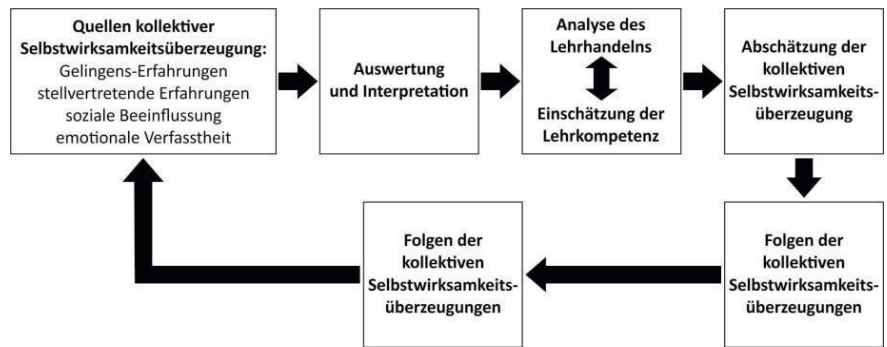 Quellen kollektiver
Selbstwirksamkeitsüberzeugung:
Gelingens-Erfahrungen
stellvertretende Erfahrungen
soziale Beeinflussung
emotionale Verfasstheit
Auswertung
und Interpretation
Analyse des
Lehrhandelns
Einschätzung der
Lehrkompetenz
Abschätzung der
kollektiven
Selbstwirksamkeits-
überzeugung
Folgen der
kollektiven
Selbstwirksamkeits-
überzeugungen
Folgen der
kollektiven
Selbstwirksamkeits-
überzeugungen